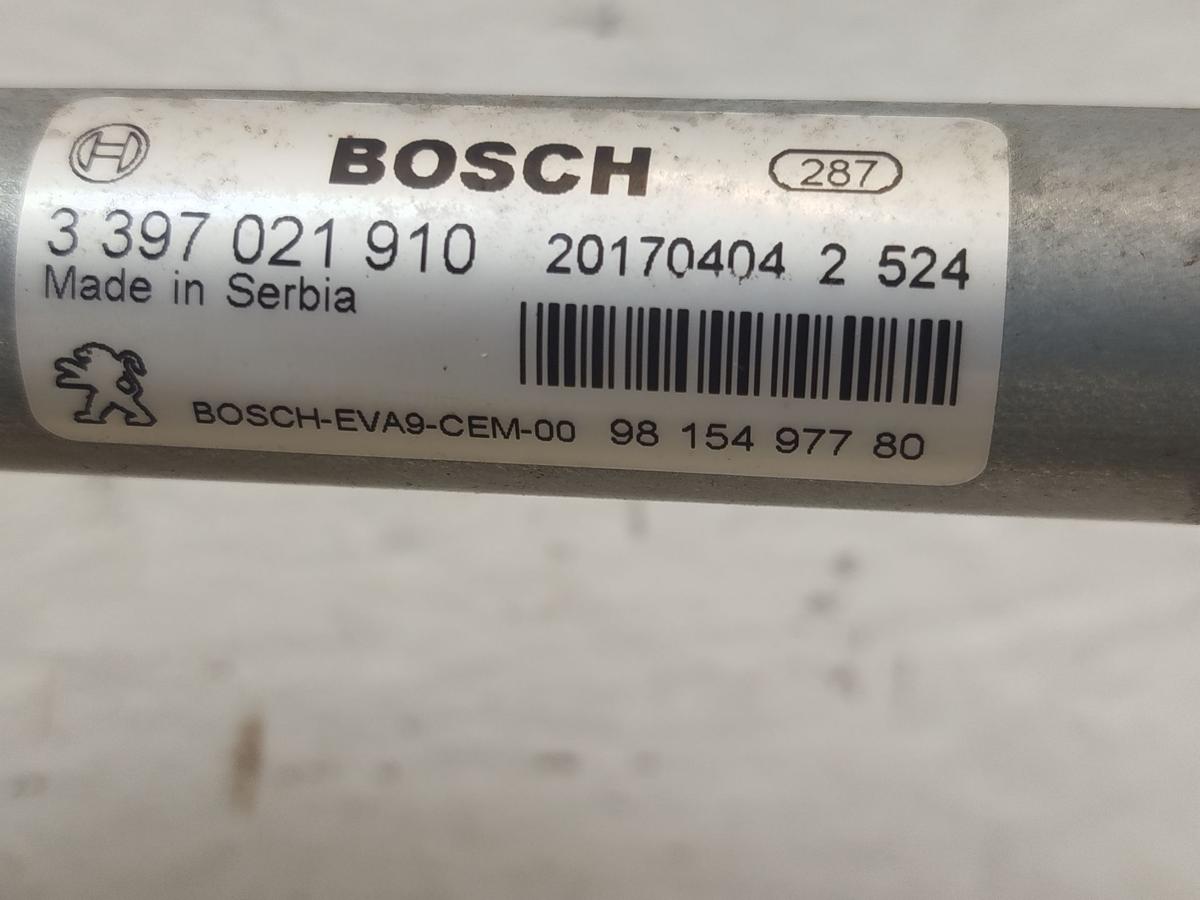 BOSCH 287
3 397 021 910 20170404 2 524
Made in Serbia
BOSCH-EVA9-CEM-00 98 154 977 80